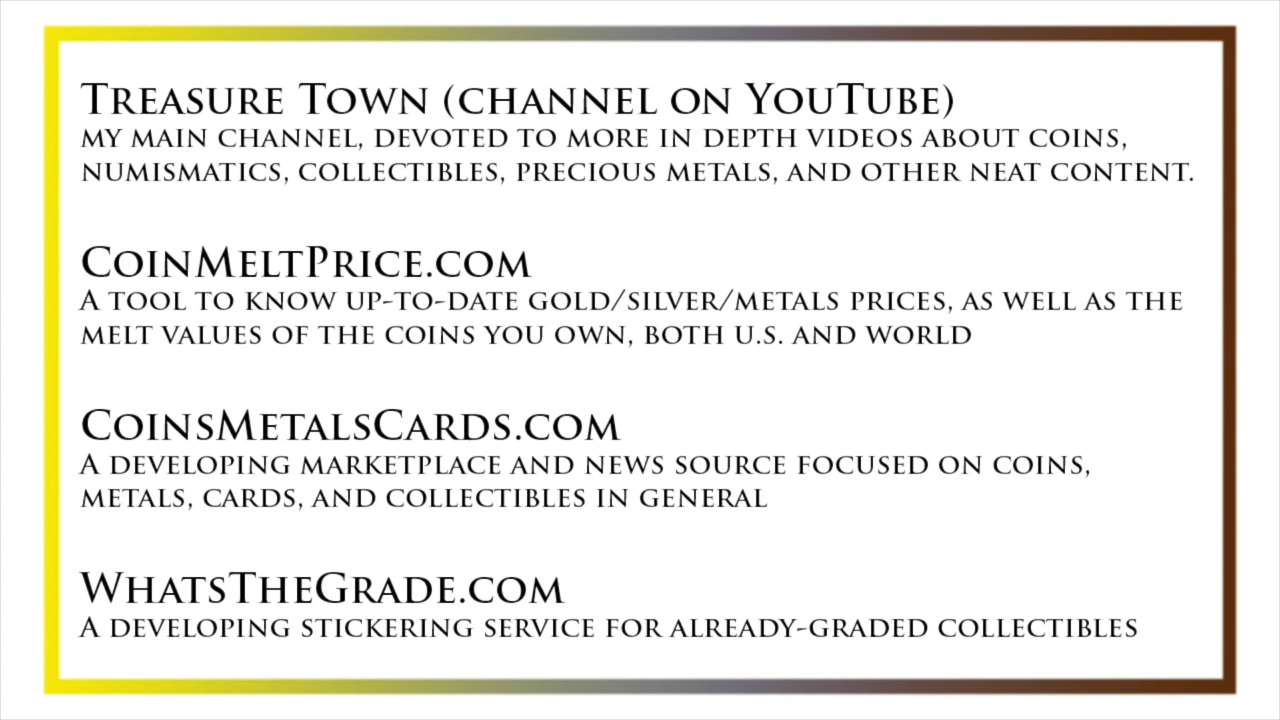 Treasure Town (channel on YouTube)
my main channel, devoted to more in depth videos about coins,
numismatics, collectibles, precious metals, and other neat content.
CoinMeltPrice.com
A tool to know up-to-date gold/silver/metals prices, as well as the
melt values of the coins you own, both U.S. and world
CoinsMetalsCards.com
A developing marketplace and news source focused on coins,
metals, cards, and collectibles in general
WhatsTheGrade.com
A developing stickering service for already-graded collectibles